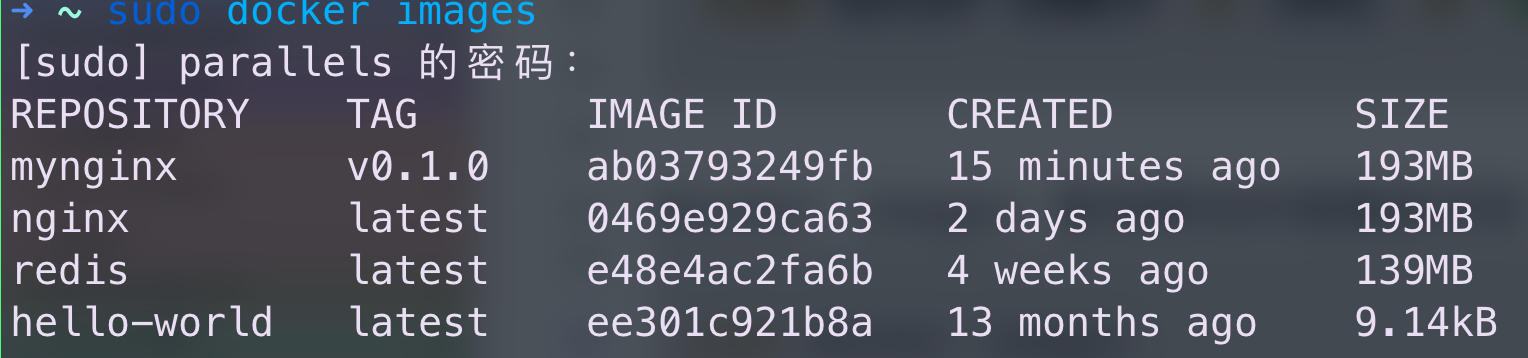 ➜ ~ sudo docker images
[sudo] parallels 的密码：
REPOSITORY TAG IMAGE ID CREATED SIZE
mynginx v0.1.0 ab03793249fb 15 minutes ago 193MB
nginx latest 0469e929ca63 2 days ago 193MB
redis latest e48e4ac2fa6b 4 weeks ago 139MB
hello-world latest ee301c921b8a 13 months ago 9.14kB